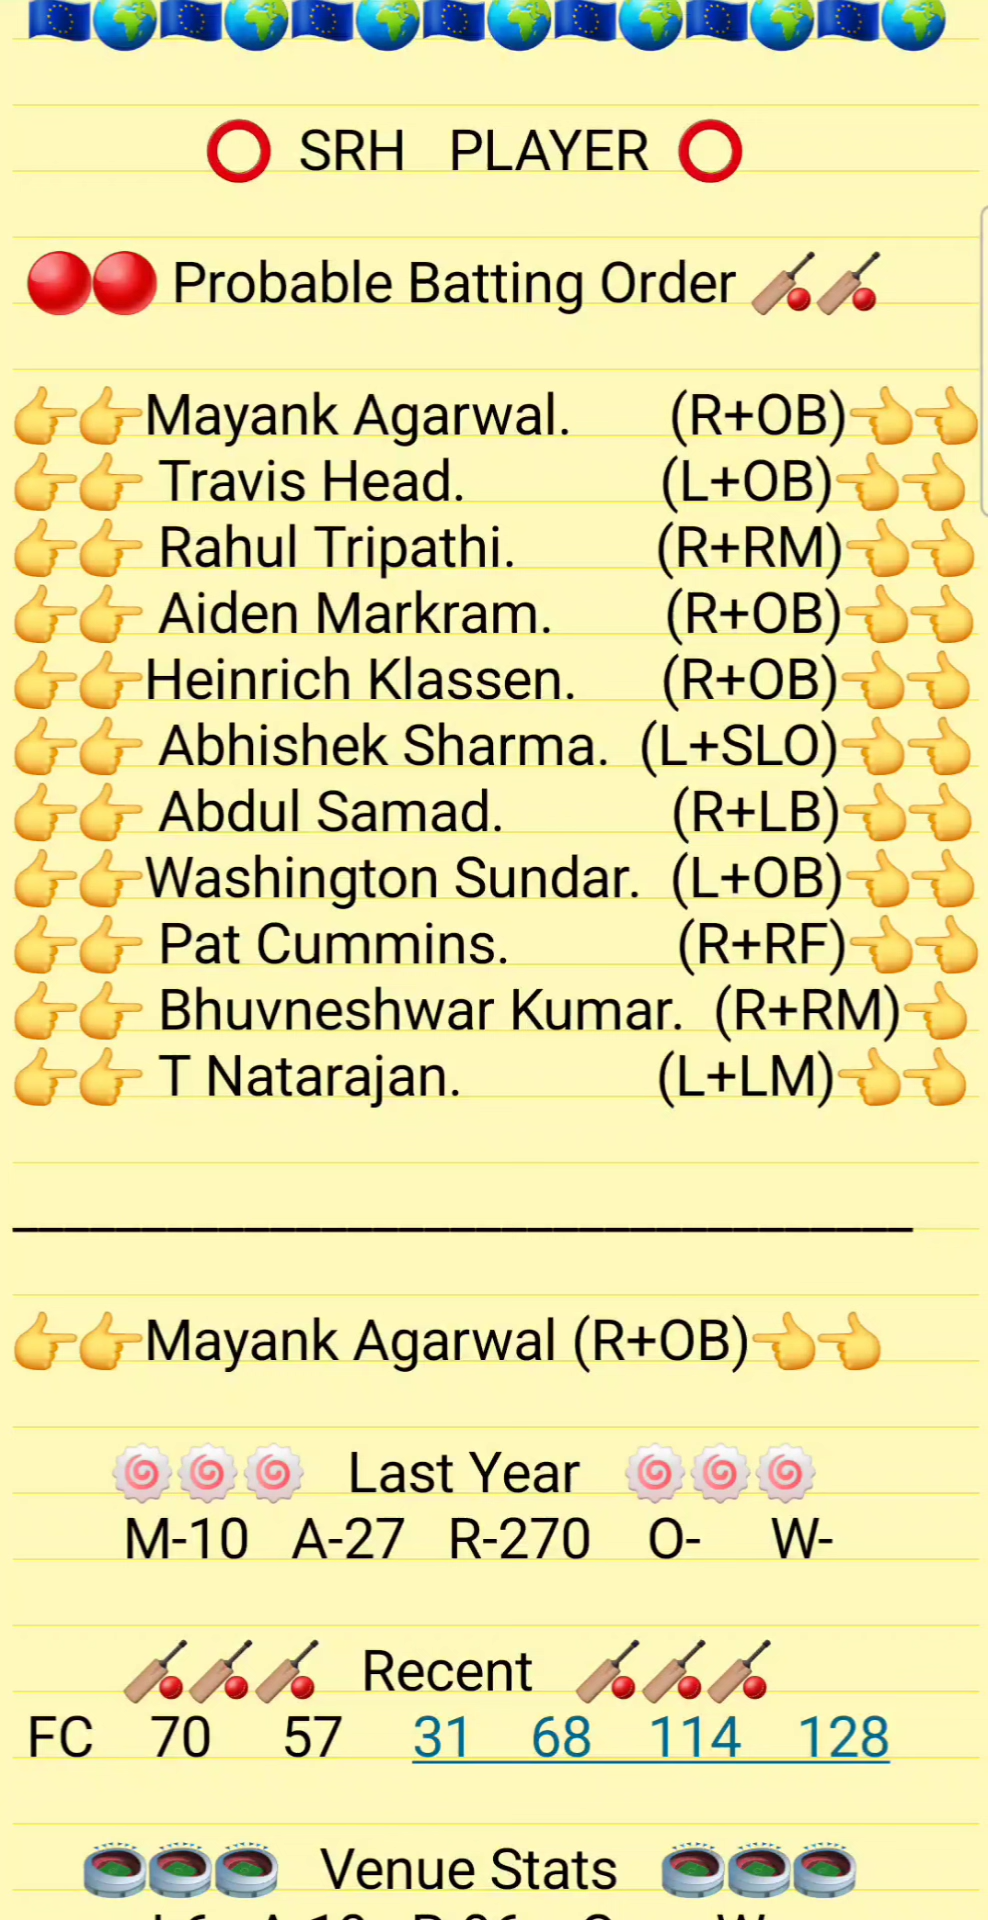 SRH PLAYER
Probable Batting Order
Mayank Agarwal. (R+OB)
Travis Head. (L+OB)
Rahul Tripathi. (R+RM)
Aiden Markram. (R+OB)
Heinrich Klassen. (R+OB)
Abhishek Sharma. (L+SLO)
Abdul Samad. (R+LB)
Washington Sundar. (L+OB)
Pat Cummins. (R+RF)
Bhuvneshwar Kumar. (R+RM)
T Natarajan. (L+LM)
___________________________________
Mayank Agarwal (R+OB)
Last Year
M-10 A-27 R-270 O- W-
Recent
FC 70 57 31 68 114 128
Venue Stats